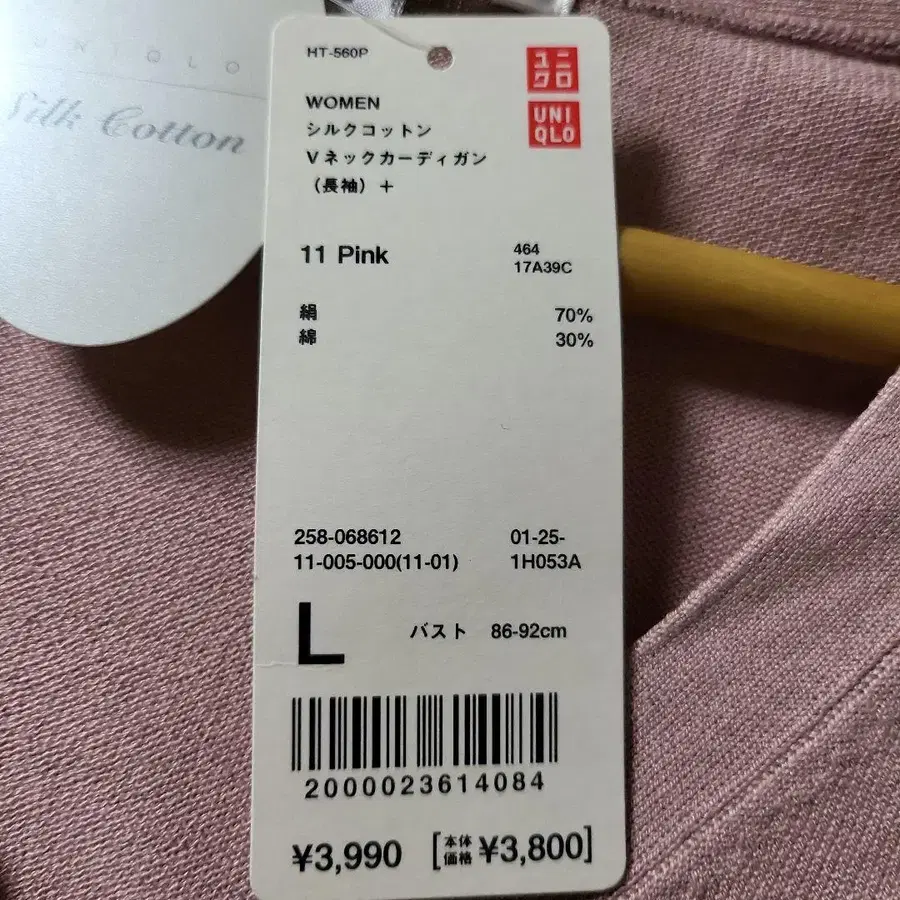 UNIQLO
Silk Cotton
HT-560P
ユニクロ
UNIQLO
WOMEN
シルクコットン
Vネックカーディガン
(長袖)+
11 Pink
464
17A39C
絹 70%
綿 30%
258-068612 01-25-
11-005-000(11-01) 1H053A
L バスト 86-92cm
2000023614084
¥3,990 [本体価格 ¥3,800]